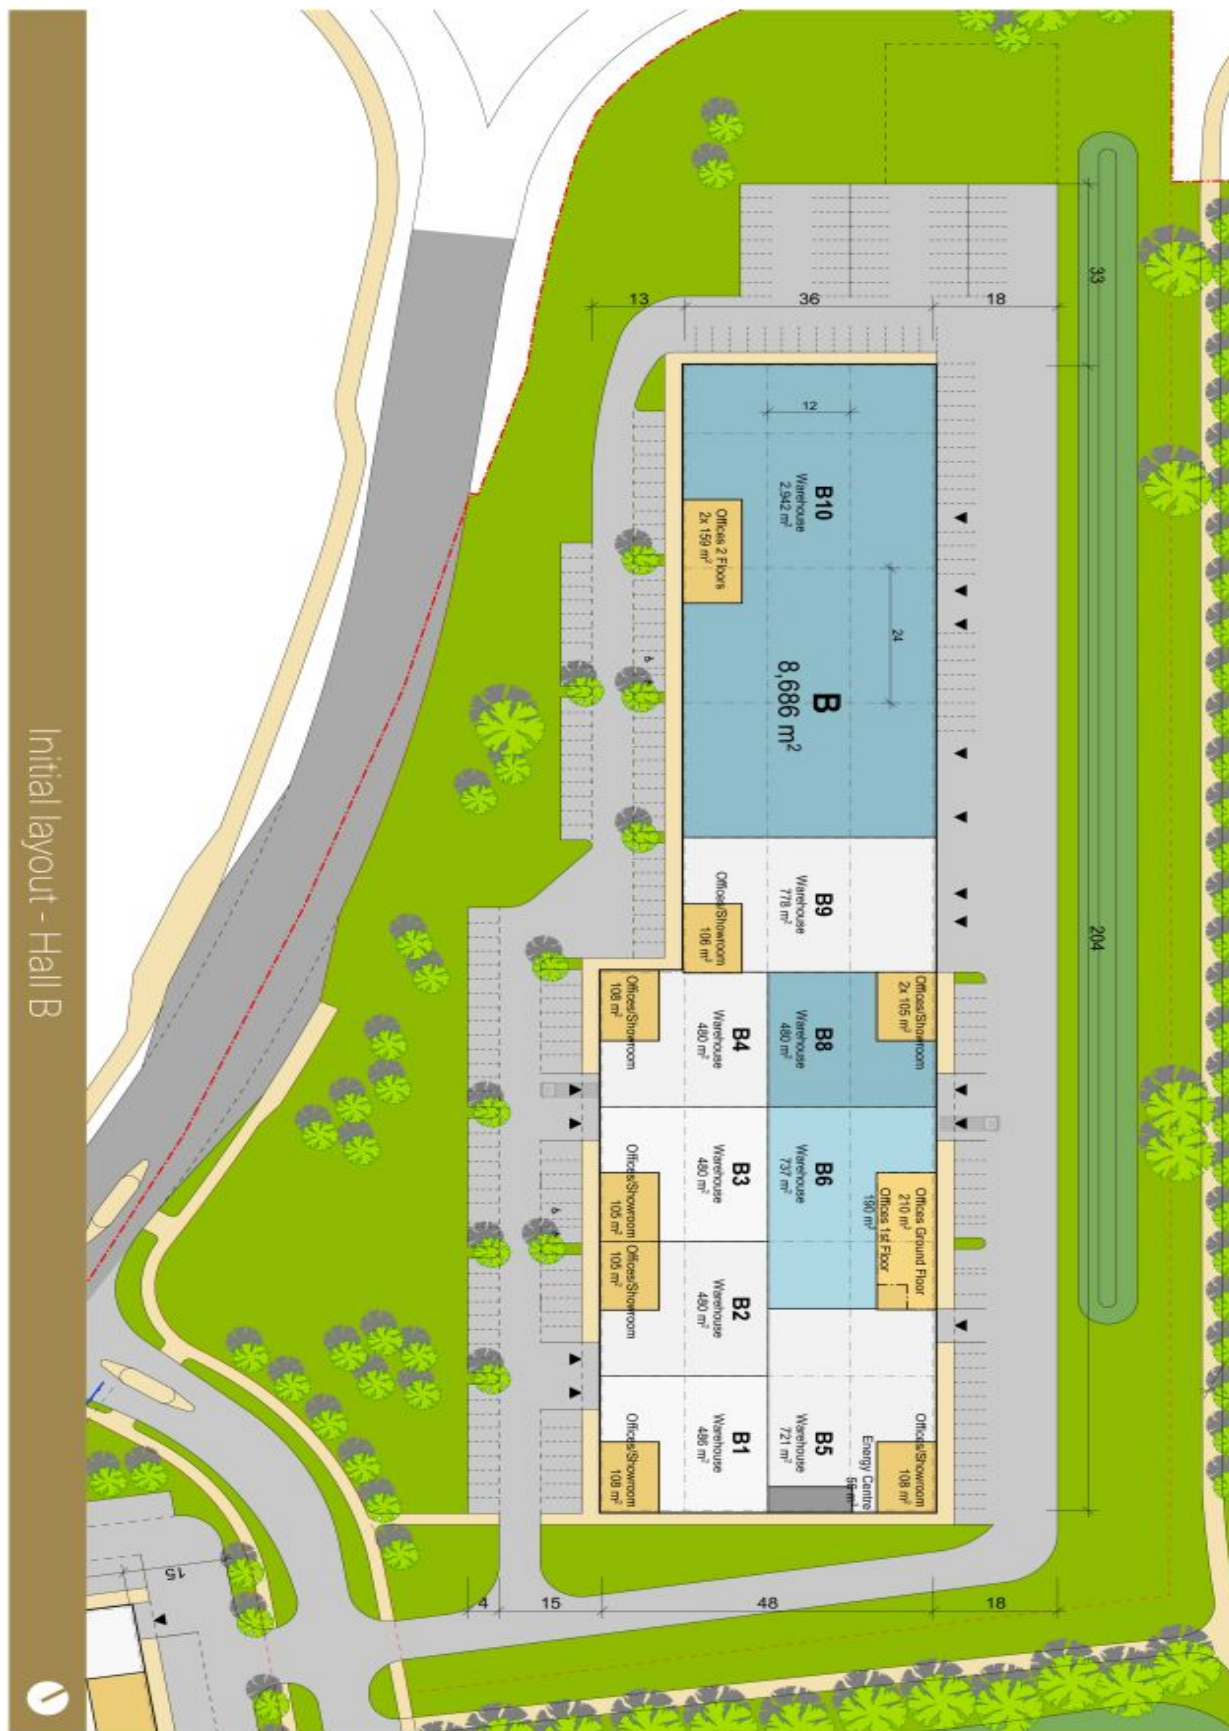 Initial layout - Hall B
33
13
36
18
12
B10
Warehouse
2,942 m²
Offices 2 Floors
2x 159 m²
24
6
B
8,686 m²
B9
Warehouse
778 m²
Offices/Showroom
106 m²
204
Offices/Showroom
108 m²
B4
Warehouse
480 m²
B8
Warehouse
480 m²
Offices/Showroom
2x 105 m²
B3
Warehouse
480 m²
Offices/Showroom
105 m²
B6
Warehouse
737 m²
Offices Ground Floor
210 m²
Offices 1st Floor
190 m²
6
B2
Warehouse
480 m²
Offices/Showroom
105 m²
B1
Warehouse
486 m²
Offices/Showroom
108 m²
B5
Warehouse
721 m²
Energy Centre
59 m²
Offices/Showroom
108 m²
15
4
15
48
18